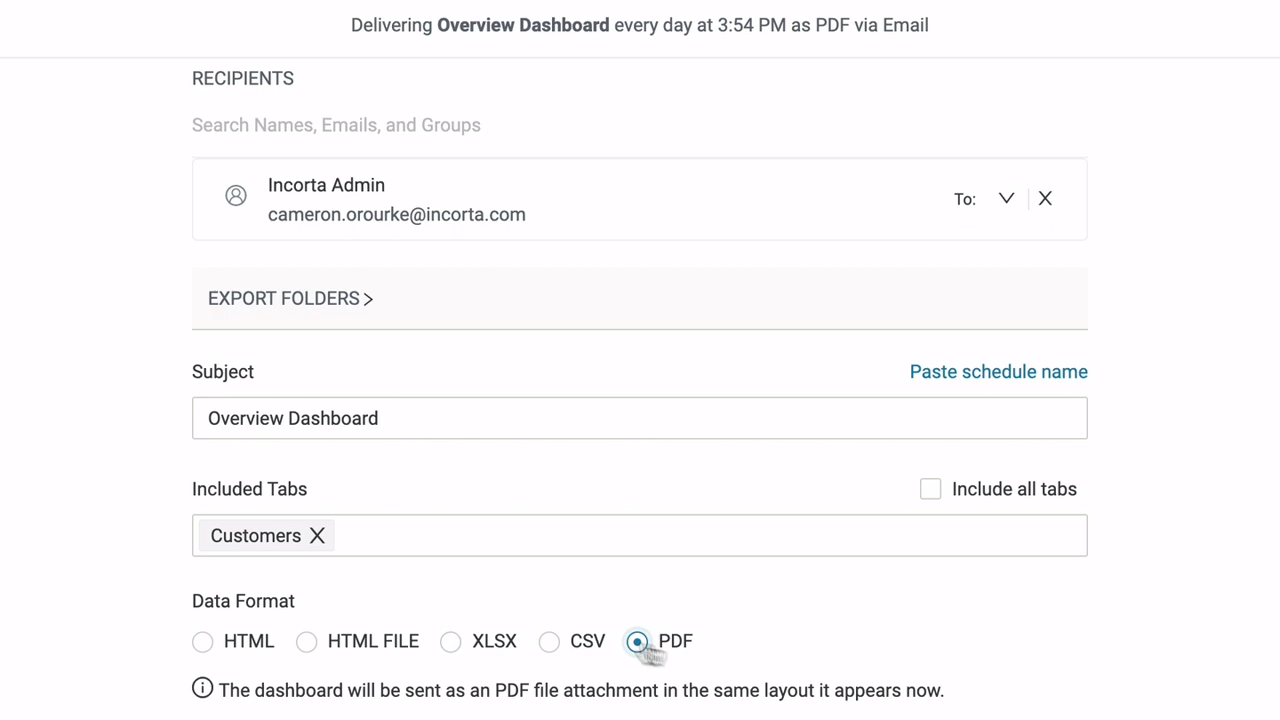 Delivering Overview Dashboard every day at 3:54 PM as PDF via Email
RECIPIENTS
Search Names, Emails, and Groups
Incorta Admin
cameron.orourke@incorta.com
To:
EXPORT FOLDERS >
Subject
Paste schedule name
Overview Dashboard
Included Tabs
Include all tabs
Customers X
Data Format
HTML HTML FILE XLSX CSV PDF
The dashboard will be sent as an PDF file attachment in the same layout it appears now.